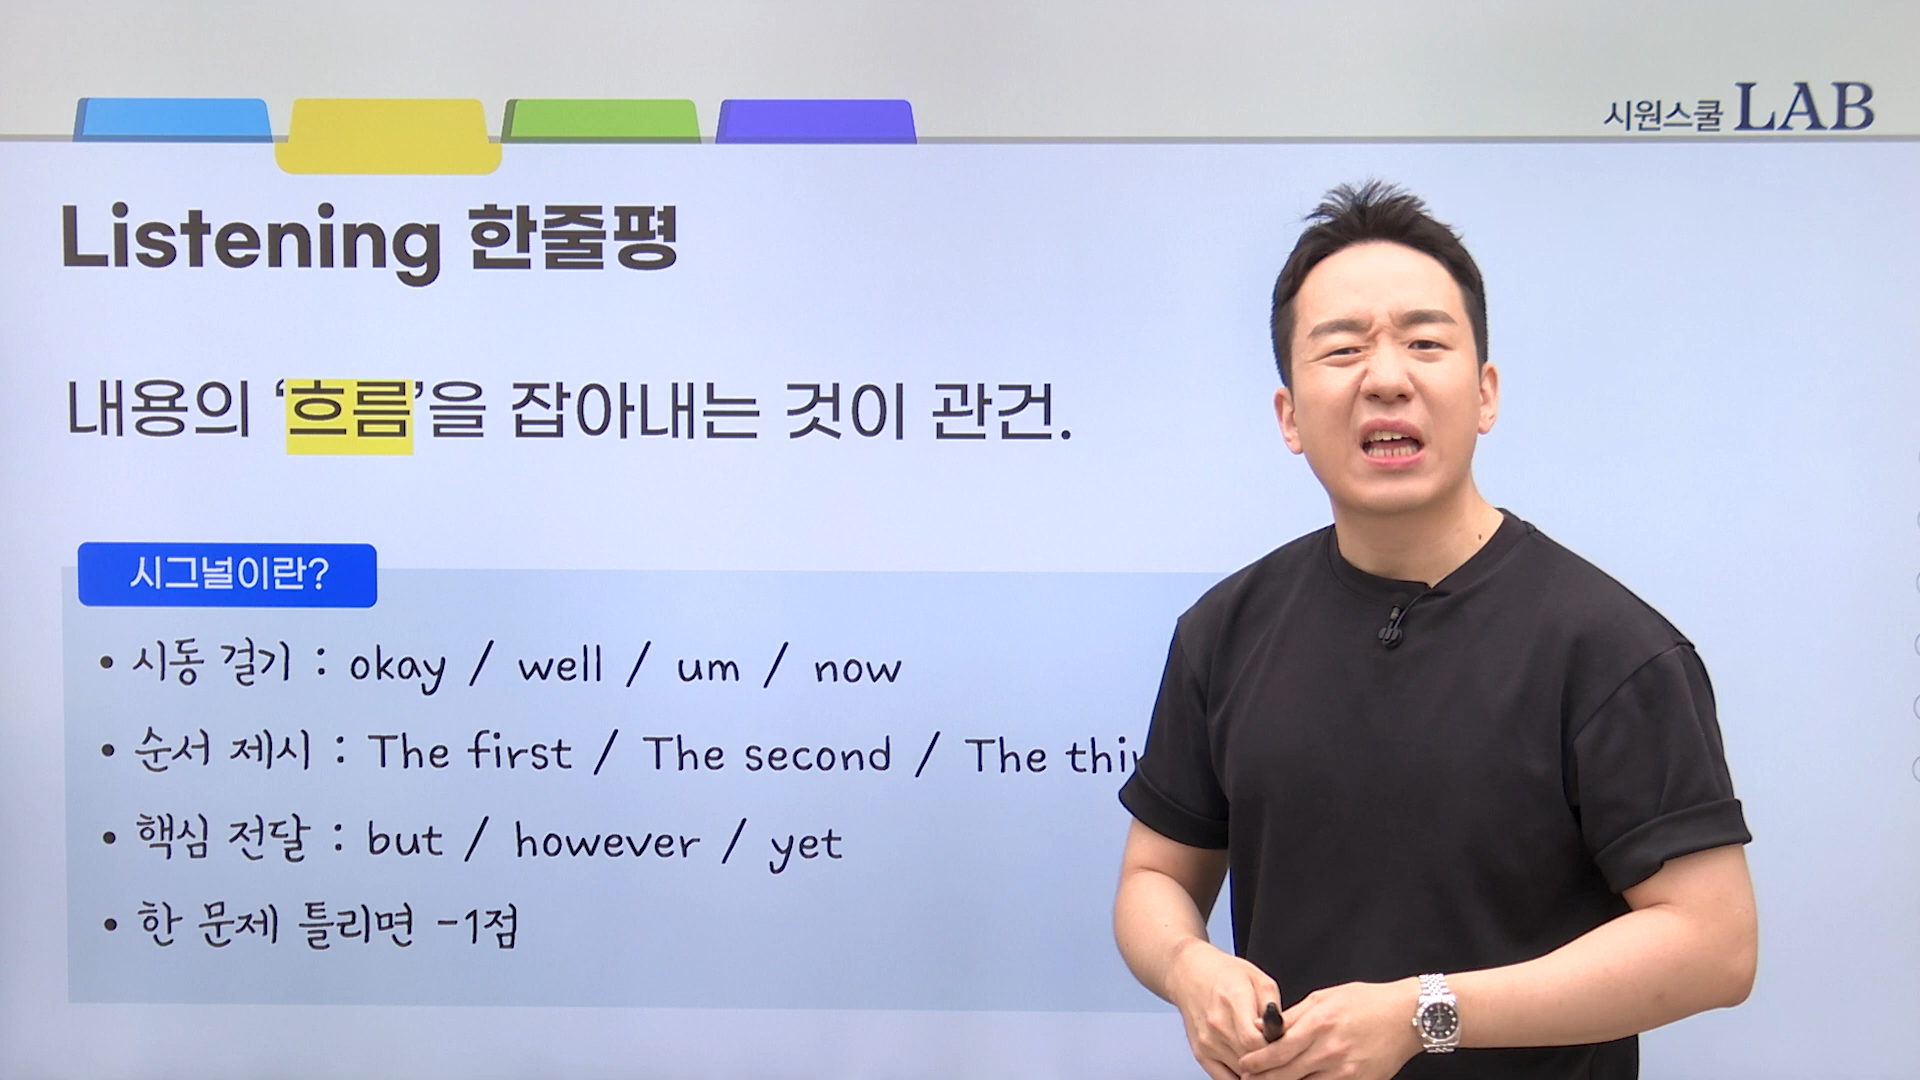 시원스쿨 LAB
Listening 한줄평
내용의 ‘흐름’을 잡아내는 것이 관건.
시그널이란?
• 시동 걸기 : okay / well / um / now
• 순서 제시 : The first / The second / The
• 핵심 전달 : but / however / yet
• 한 문제 틀리면 -1점